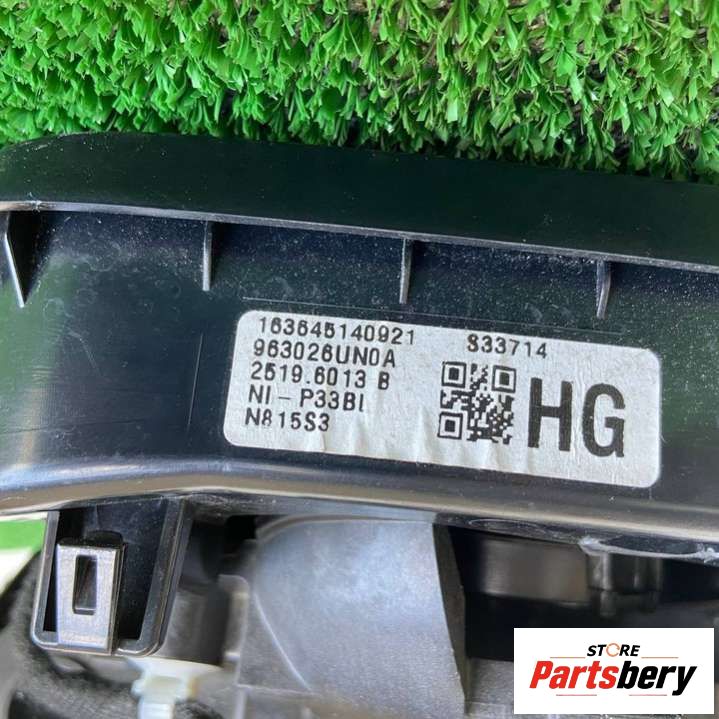 163645140921 S33714
963026UN0A
2519.6013 B
NI - P33BI
N815S3
HG
STORE
Partsbery